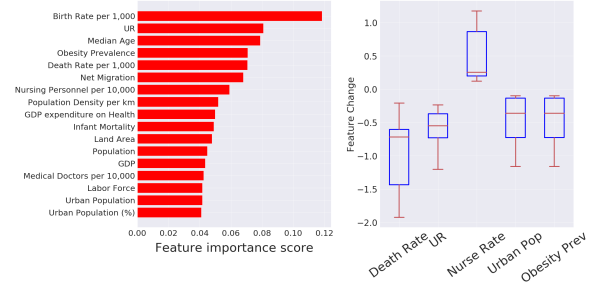 Birth Rate per 1,000
UR
Median Age
Obesity Prevalence
Death Rate per 1,000
Net Migration
Nursing Personnel per 10,000
Population Density per km
GDP expenditure on Health
Infant Mortality
Land Area
Population
GDP
Medical Doctors per 10,000
Labor Force
Urban Population
Urban Population (%)
0.00 0.02 0.04 0.06 0.08 0.10 0.12
Feature importance score
Feature Change
1.0
0.5
0.0
−0.5
−1.0
−1.5
−2.0
Death Rate
UR
Nurse Rate
Urban Pop
Obesity Prev